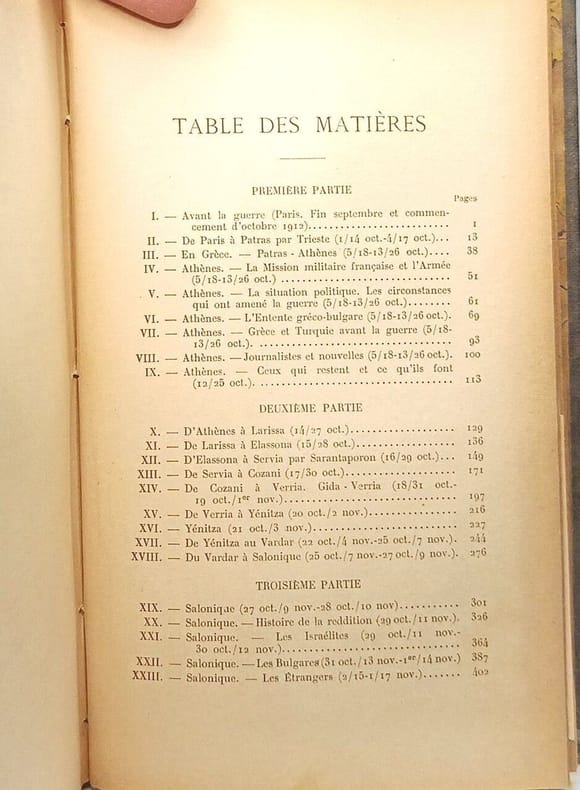 TABLE DES MATIÈRES
PREMIÈRE PARTIE
Pages
I. — Avant la guerre (Paris. Fin septembre et commen-
cement d'octobre 1912)........................ 1
II. — De Paris à Patras par Trieste (1/14 oct.-4/17 oct.)... 13
III. — En Grèce. — Patras-Athènes (5/18-13/26 oct.).... 38
IV. — Athènes. — La Mission militaire française et l'Armée
(5/18-13/26 oct.) ............................ 51
V. — Athènes. — La situation politique. Les circonstances
qui ont amené la guerre (5/18-13/26 oct.)........ 61
VI. — Athènes. — L'Entente gréco-bulgare (5/18-13/26 oct.). 69
VII. — Athènes. — Grèce et Turquie avant la guerre (5/18-
13/26 oct.). ................................ 93
VIII. — Athènes. — Journalistes et nouvelles (5/18-13/26 oct.). 100
IX. — Athènes. — Ceux qui restent et ce qu'ils font
(12/25 oct.). ................................ 113
DEUXIÈME PARTIE
X. — D'Athènes à Larissa (14/27 oct.)................. 129
XI. — De Larissa à Elassona (15/28 oct.)................ 136
XII. — D'Elassona à Servia par Sarantaporon (16/29 oct.)... 149
XIII. — De Servia à Cozani (17/30 oct.).................. 171
XIV. — De Cozani à Verria. Gida-Verria (18/31 oct.-
19 oct./1er nov.)............................ 197
XV. — De Verria à Yénitza (20 oct./2 nov.).............. 216
XVI. — Yénitza (21 oct./3 nov.)........................ 227
XVII. — De Yénitza au Vardar (22 oct./4 nov.-25 oct./7 nov.). 244
XVIII. — Du Vardar à Salonique (25 oct./7 nov.-27 oct./9 nov.). 276
TROISIÈME PARTIE
XIX. — Salonique (27 oct./9 nov.-28 oct./10 nov).......... 301
XX. — Salonique. — Histoire de la reddition (29 oct./11 nov.). 326
XXI. — Salonique. — Les Israélites (29 oct./11 nov.-
30 oct./12 nov.)............................ 364
XXII. — Salonique. — Les Bulgares (31 oct./13 nov.-1er/14 nov.) 387
XXIII. — Salonique. — Les Étrangers (2/15-1/17 nov.)....... 402